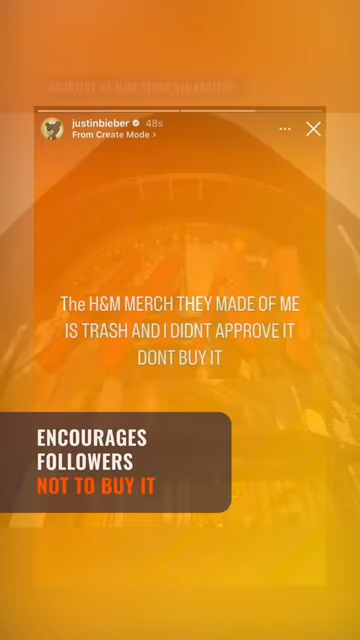 justinbieber 48s
From Create Mode >
The H&M MERCH THEY MADE OF ME
IS TRASH AND I DIDNT APPROVE IT
DONT BUY IT
ENCOURAGES
FOLLOWERS
NOT TO BUY IT